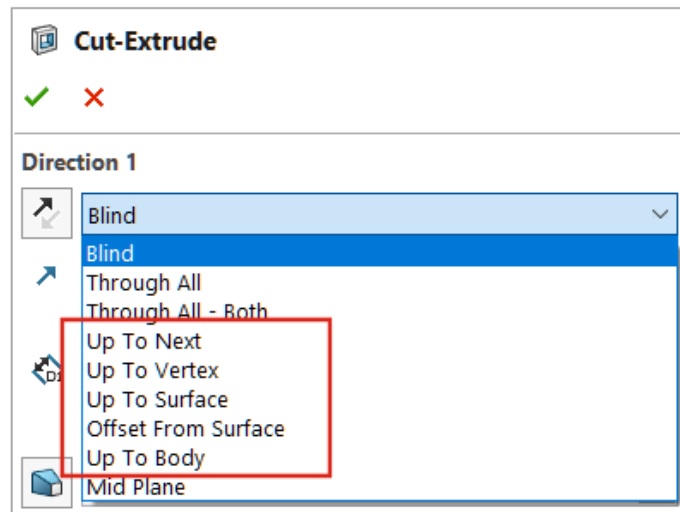 Cut-Extrude
Direction 1
Blind
Blind
Through All
Through All - Both
Up To Next
Up To Vertex
Up To Surface
Offset From Surface
Up To Body
Mid Plane